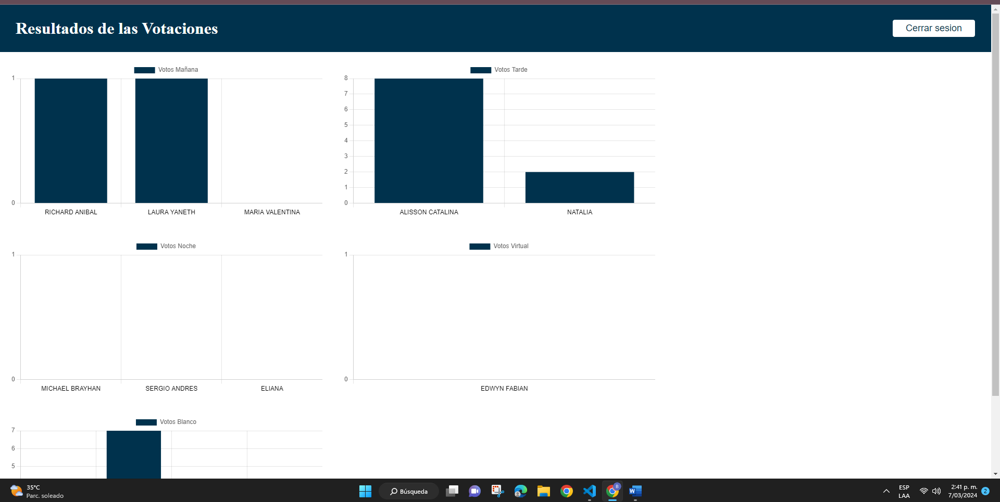 Resultados de las Votaciones
Cerrar sesion
Votos Mañana
1
0
RICHARD ANIBAL
LAURA YANETH
MARIA VALENTINA
Votos Tarde
8
7
6
5
4
3
2
1
0
ALISSON CATALINA
NATALIA
Votos Noche
1
0
MICHAEL BRAYHAN
SERGIO ANDRES
ELIANA
Votos Virtual
1
0
EDWYN FABIAN
Votos Blanco
7
6
5
35°C
Parc. soleado
Búsqueda
B
W
ESP
LAA
2:41 p. m.
7/03/2024
2